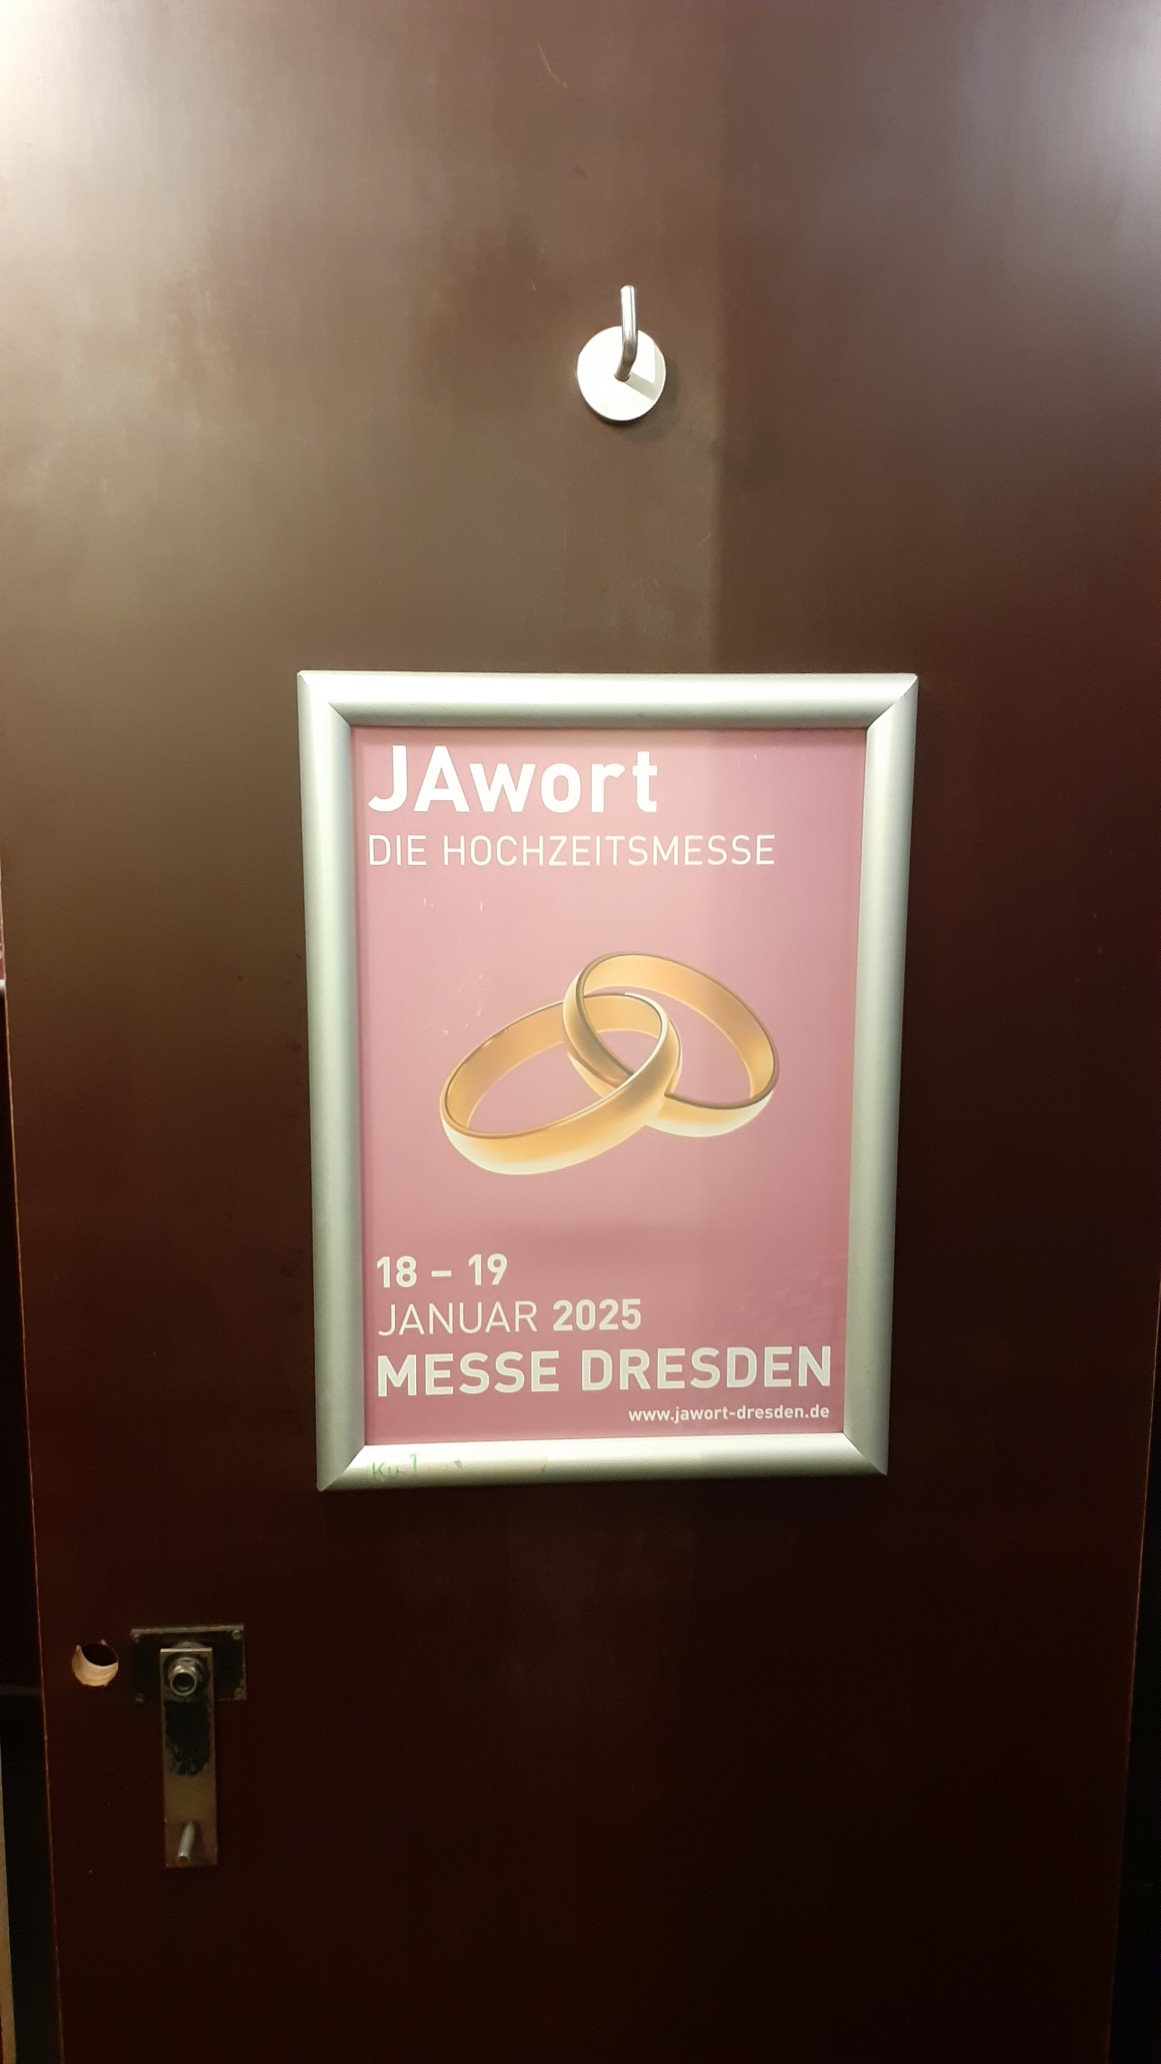 JAwort
DIE HOCHZEITSMESSE
18 – 19
JANUAR 2025
MESSE DRESDEN
www.jawort-dresden.de